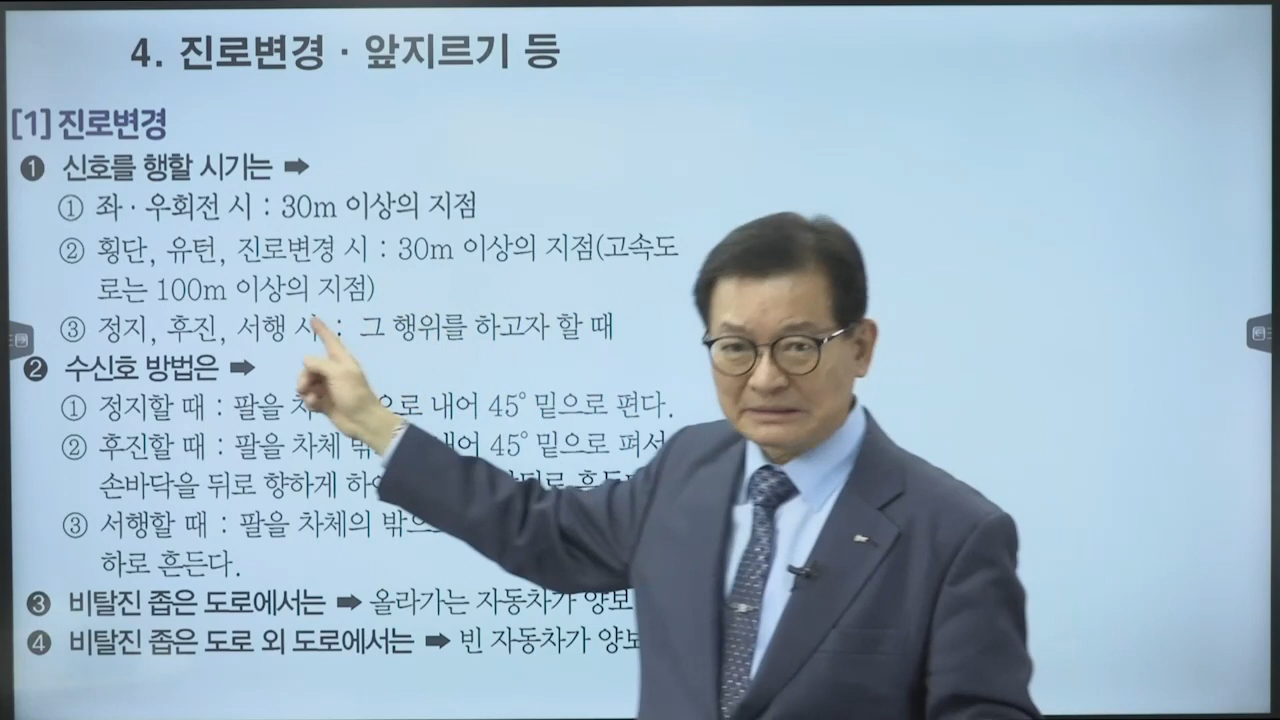 4. 진로변경 · 앞지르기 등
[1] 진로변경
❶ 신호를 행할 시기는 ➡
① 좌 · 우회전 시 : 30m 이상의 지점
② 횡단, 유턴, 진로변경 시 : 30m 이상의 지점(고속도
로는 100m 이상의 지점)
③ 정지, 후진, 서행 시 : 그 행위를 하고자 할 때
❷ 수신호 방법은 ➡
① 정지할 때 : 팔을 으로 내어 45° 밑으로 편다.
② 후진할 때 : 팔을 차체 45° 밑으로 펴서
손바닥을 뒤로 향하게
③ 서행할 때 : 팔을 차체의
하로 흔든다.
❸ 비탈진 좁은 도로에서는 ➡ 올라가는 자동차가 양보
❹ 비탈진 좁은 도로 외 도로에서는 ➡ 빈 자동차가